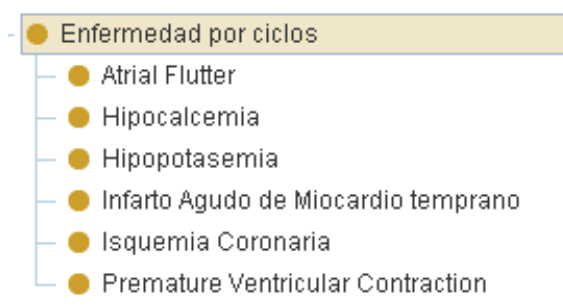 Enfermedad por ciclos
Atrial Flutter
Hipocalcemia
Hipopotasemia
Infarto Agudo de Miocardio temprano
Isquemia Coronaria
Premature Ventricular Contraction